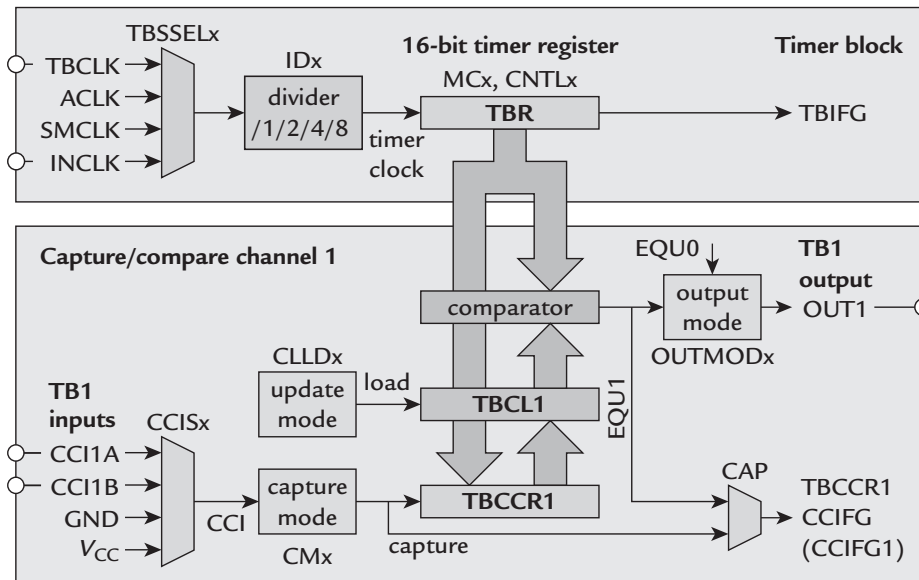 TBSSELx
TBCLK
ACLK
SMCLK
INCLK
IDx
divider
/1/2/4/8
timer
clock
16-bit timer register
MCx, CNTLx
TBR
Timer block
TBIFG
Capture/compare channel 1
comparator
EQU0
output
mode
OUTMODx
TB1
output
OUT1
CLLDx
update
mode
load
TBCL1
EQU1
TB1
inputs
CCISx
CCI1A
CCI1B
GND
VCC
CCI
capture
mode
CMx
TBCCR1
capture
CAP
TBCCR1
CCIFG
(CCIFG1)